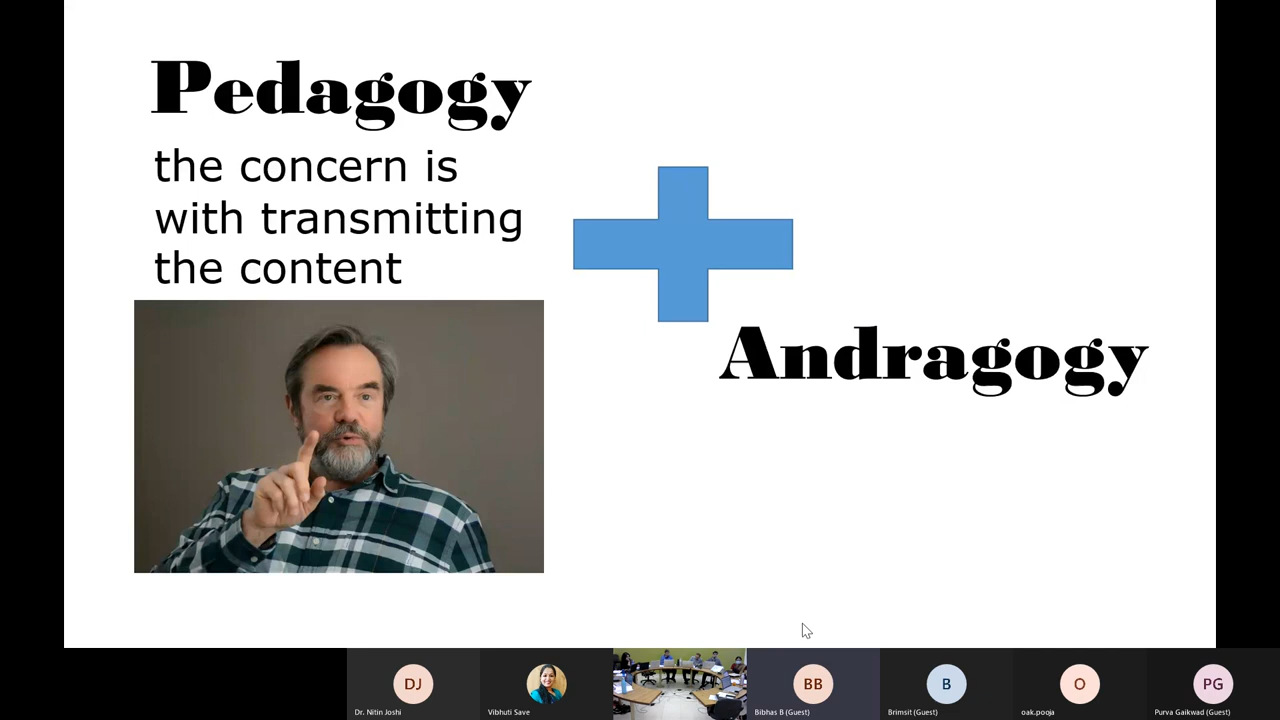 Pedagogy
the concern is
with transmitting
the content
Andragogy
DJ
Dr. Nitin Joshi
Vibhuti Save
BB
Bibhas B (Guest)
B
Brimsit (Guest)
O
oak.pooja
PG
Purva Gaikwad (Guest)